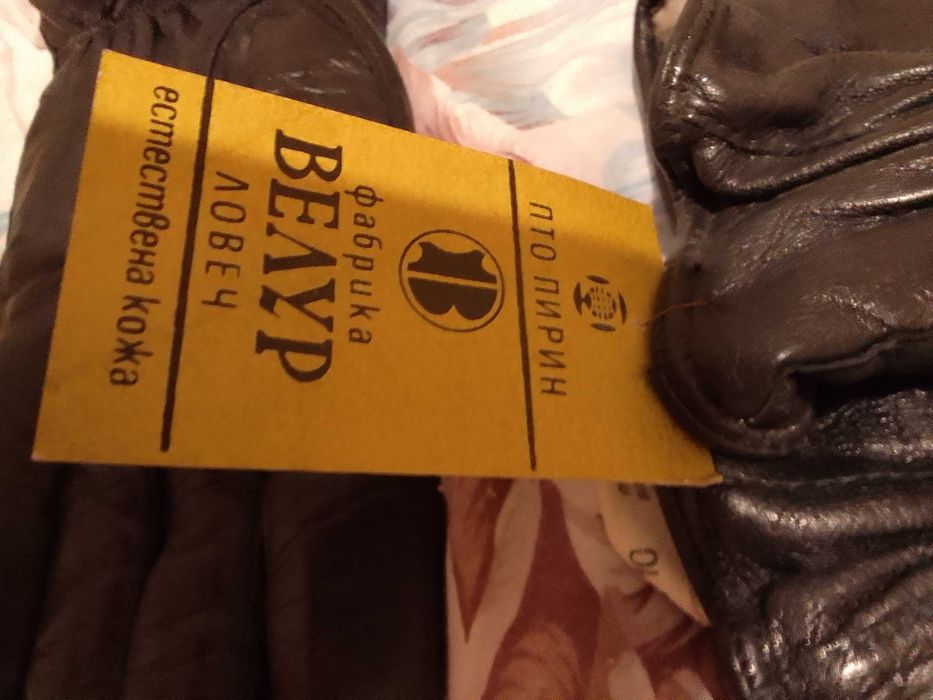 ПТО ПИРИН
В
фабрика
ВЕЛУР
ЛОВЕЧ
естествена кожа